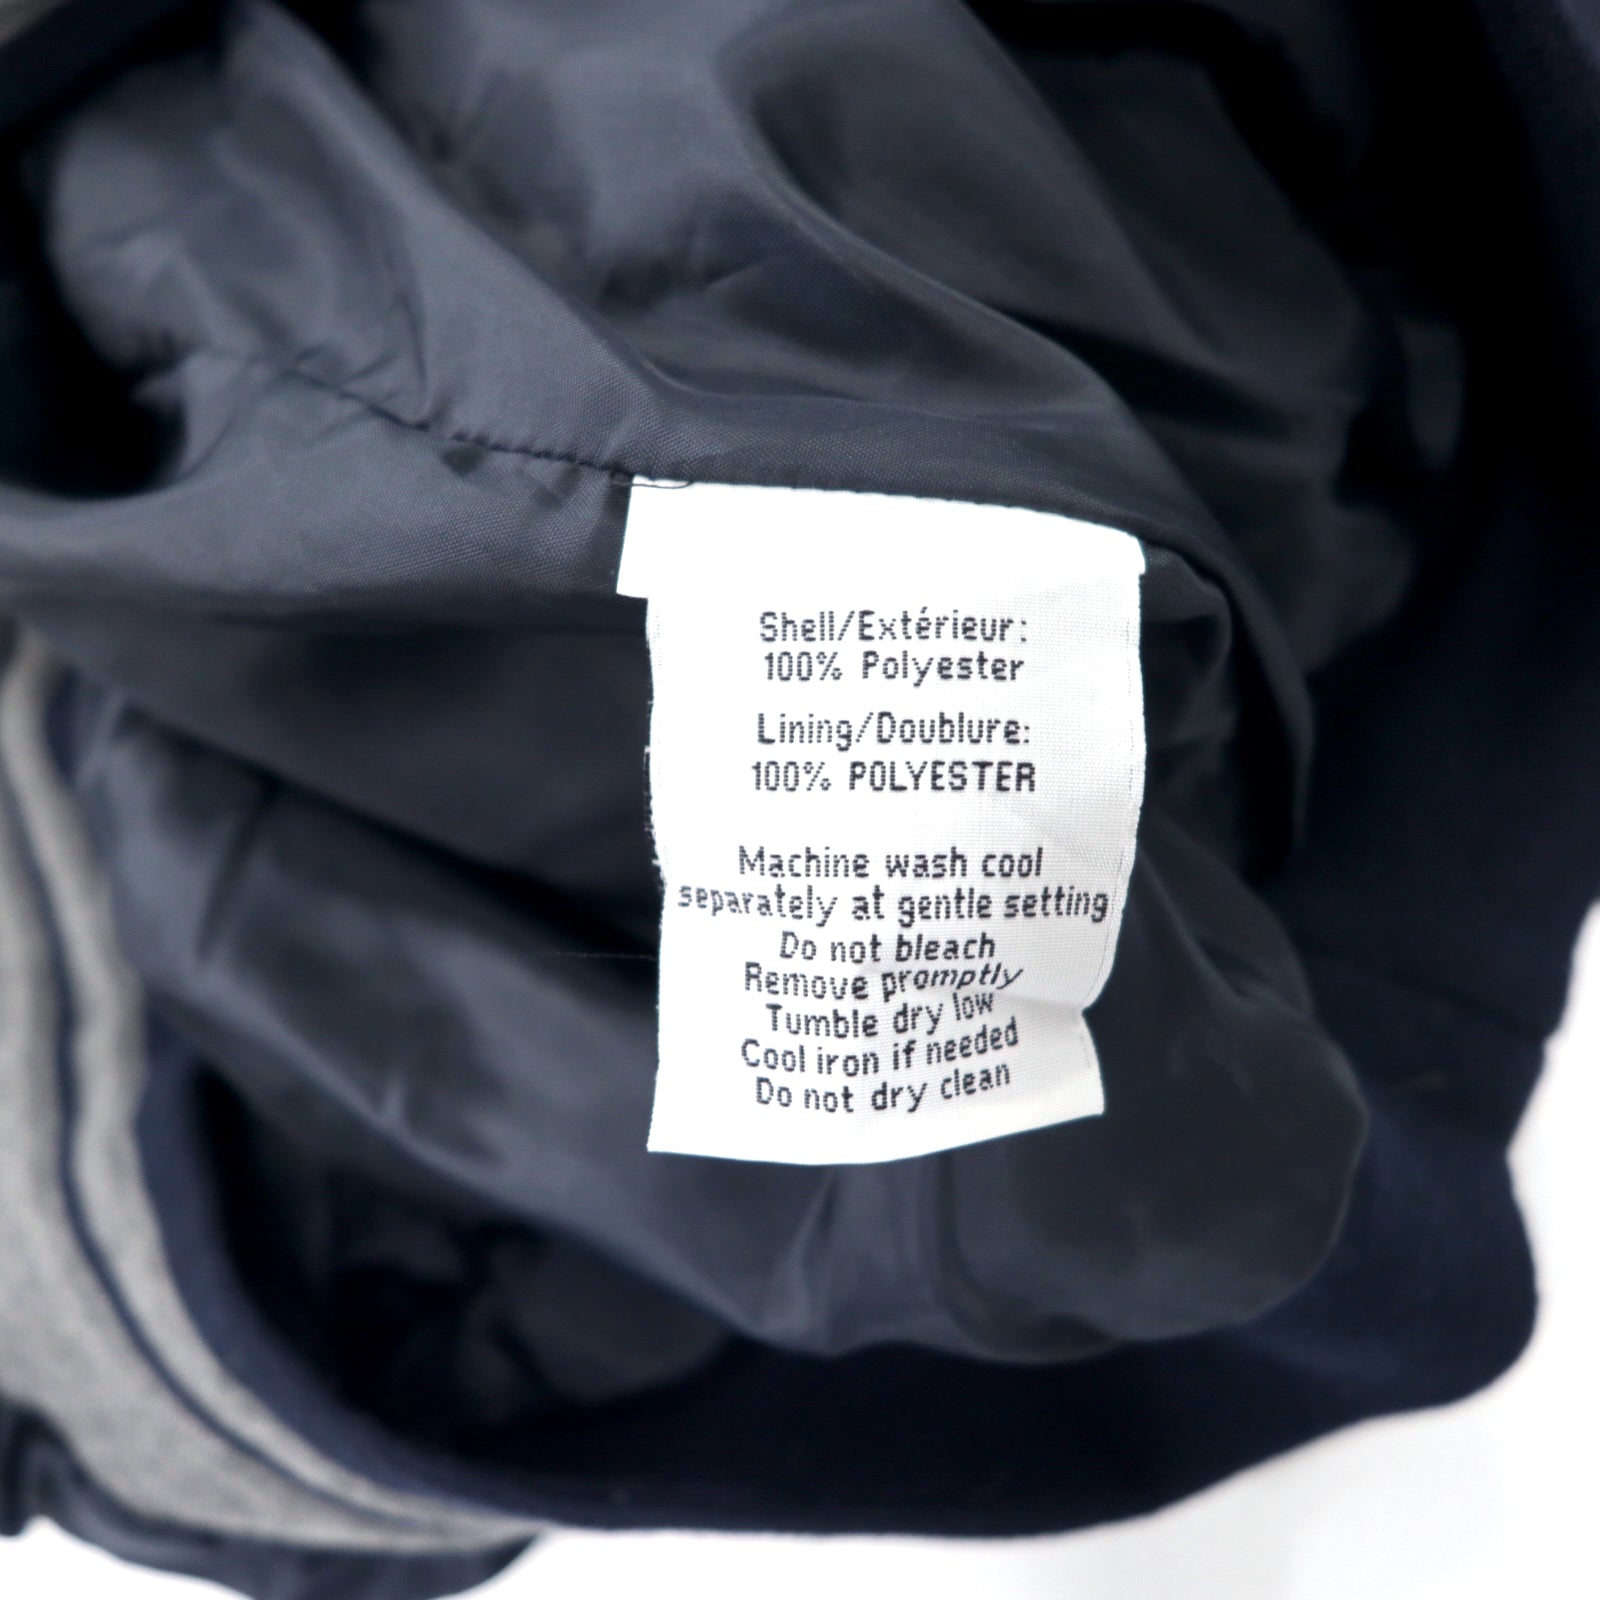 Shell/Extérieur:
100% Polyester
Lining/Doublure:
100% POLYESTER
Machine wash cool
separately at gentle setting
Do not bleach
Remove promptly
Tumble dry low
Cool iron if needed
Do not dry clean